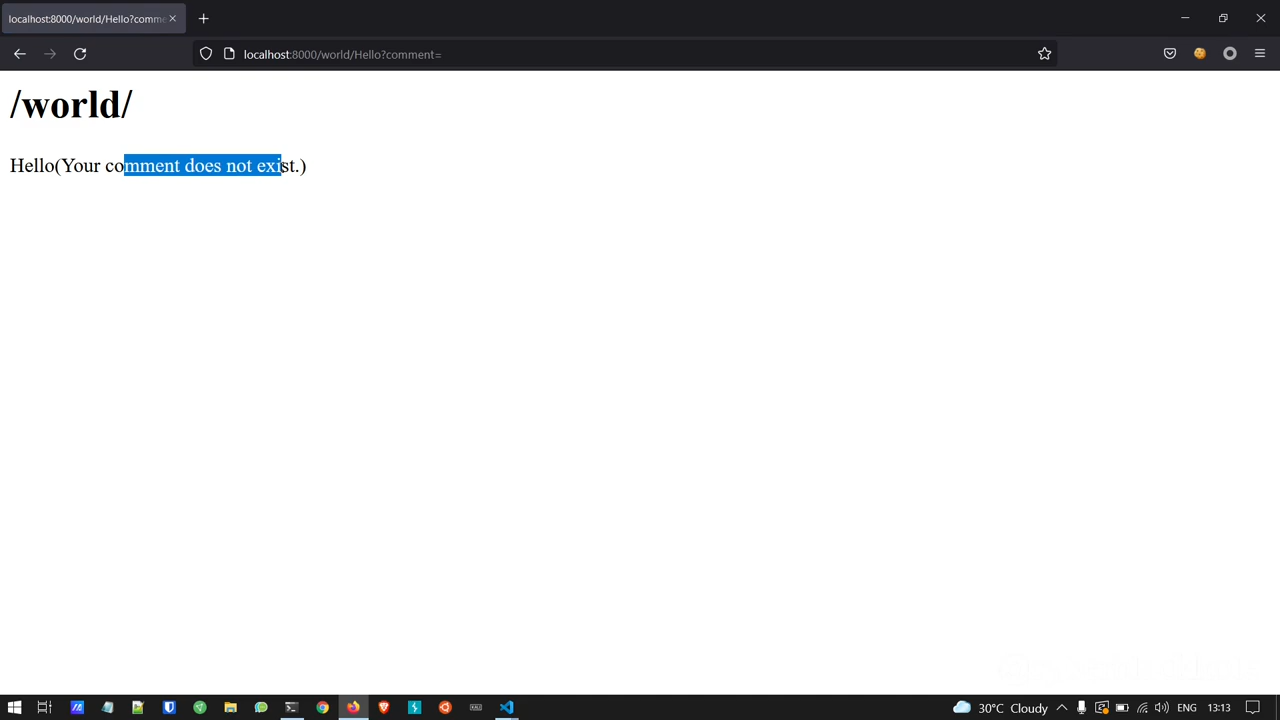 localhost:8000/world/Hello?comme
localhost:8000/world/Hello?comment=
/world/
Hello(Your comment does not exist.)
30°C Cloudy
ENG
13:13